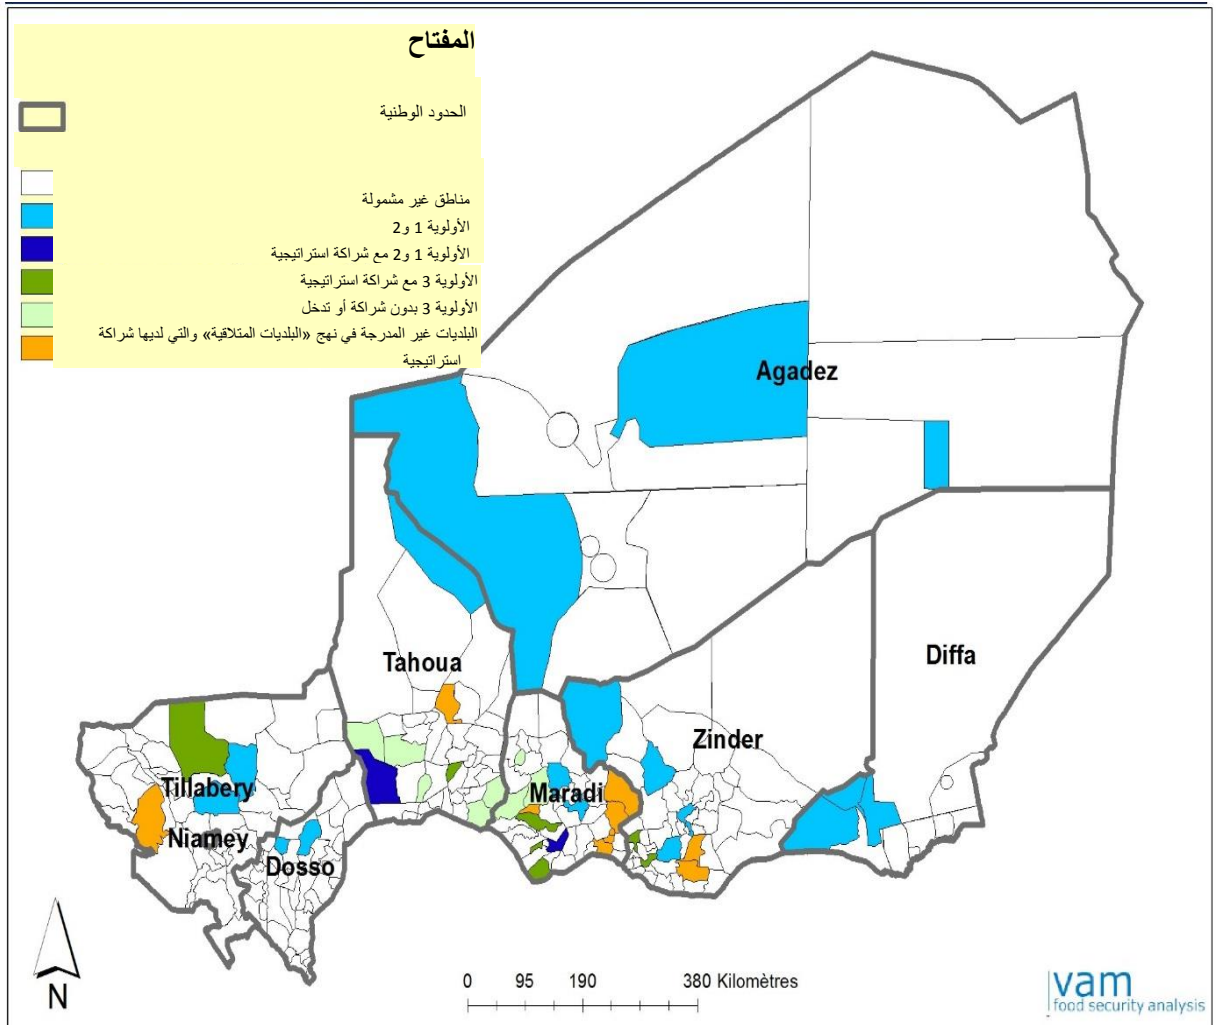 المفتاح
الحدود الوطنية
مناطق غير مشمولة
الأولوية 1 و2
الأولوية 1 و2 مع شراكة استراتيجية
الأولوية 3 مع شراكة استراتيجية
الأولوية 3 بدون شراكة أو تدخل
البلديات غير المدرجة في نهج «البلديات المتلاقية» والتي لديها شراكة
استراتيجية
Agadez
Tahoua
Diffa
Zinder
Tillabery
Maradi
Niamey
Dosso
N
0 95 190 380 Kilomètres
vam
food security analysis